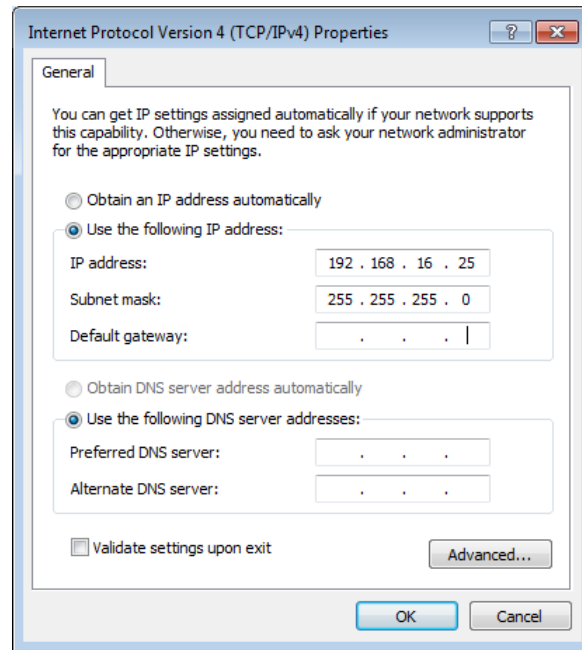 Internet Protocol Version 4 (TCP/IPv4) Properties
?
General
You can get IP settings assigned automatically if your network supports
this capability. Otherwise, you need to ask your network administrator
for the appropriate IP settings.
Obtain an IP address automatically
Use the following IP address:
IP address: 192 . 168 . 16 . 25
Subnet mask: 255 . 255 . 255 . 0
Default gateway: . . .
Obtain DNS server address automatically
Use the following DNS server addresses:
Preferred DNS server: . . .
Alternate DNS server: . . .
Validate settings upon exit
Advanced...
OK Cancel